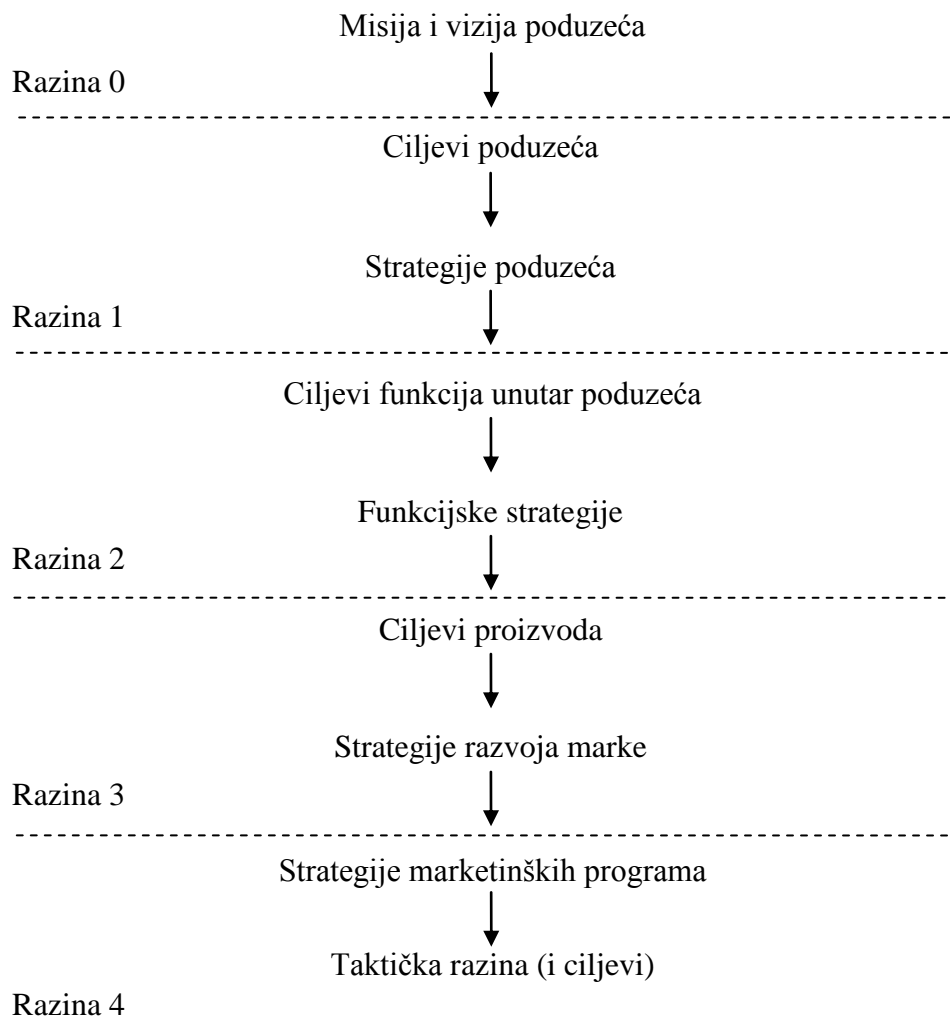 Misija i vizija poduzeća
Razina 0
Ciljevi poduzeća
Strategije poduzeća
Razina 1
Ciljevi funkcija unutar poduzeća
Funkcijske strategije
Razina 2
Ciljevi proizvoda
Strategije razvoja marke
Razina 3
Strategije marketinških programa
Taktička razina (i ciljevi)
Razina 4